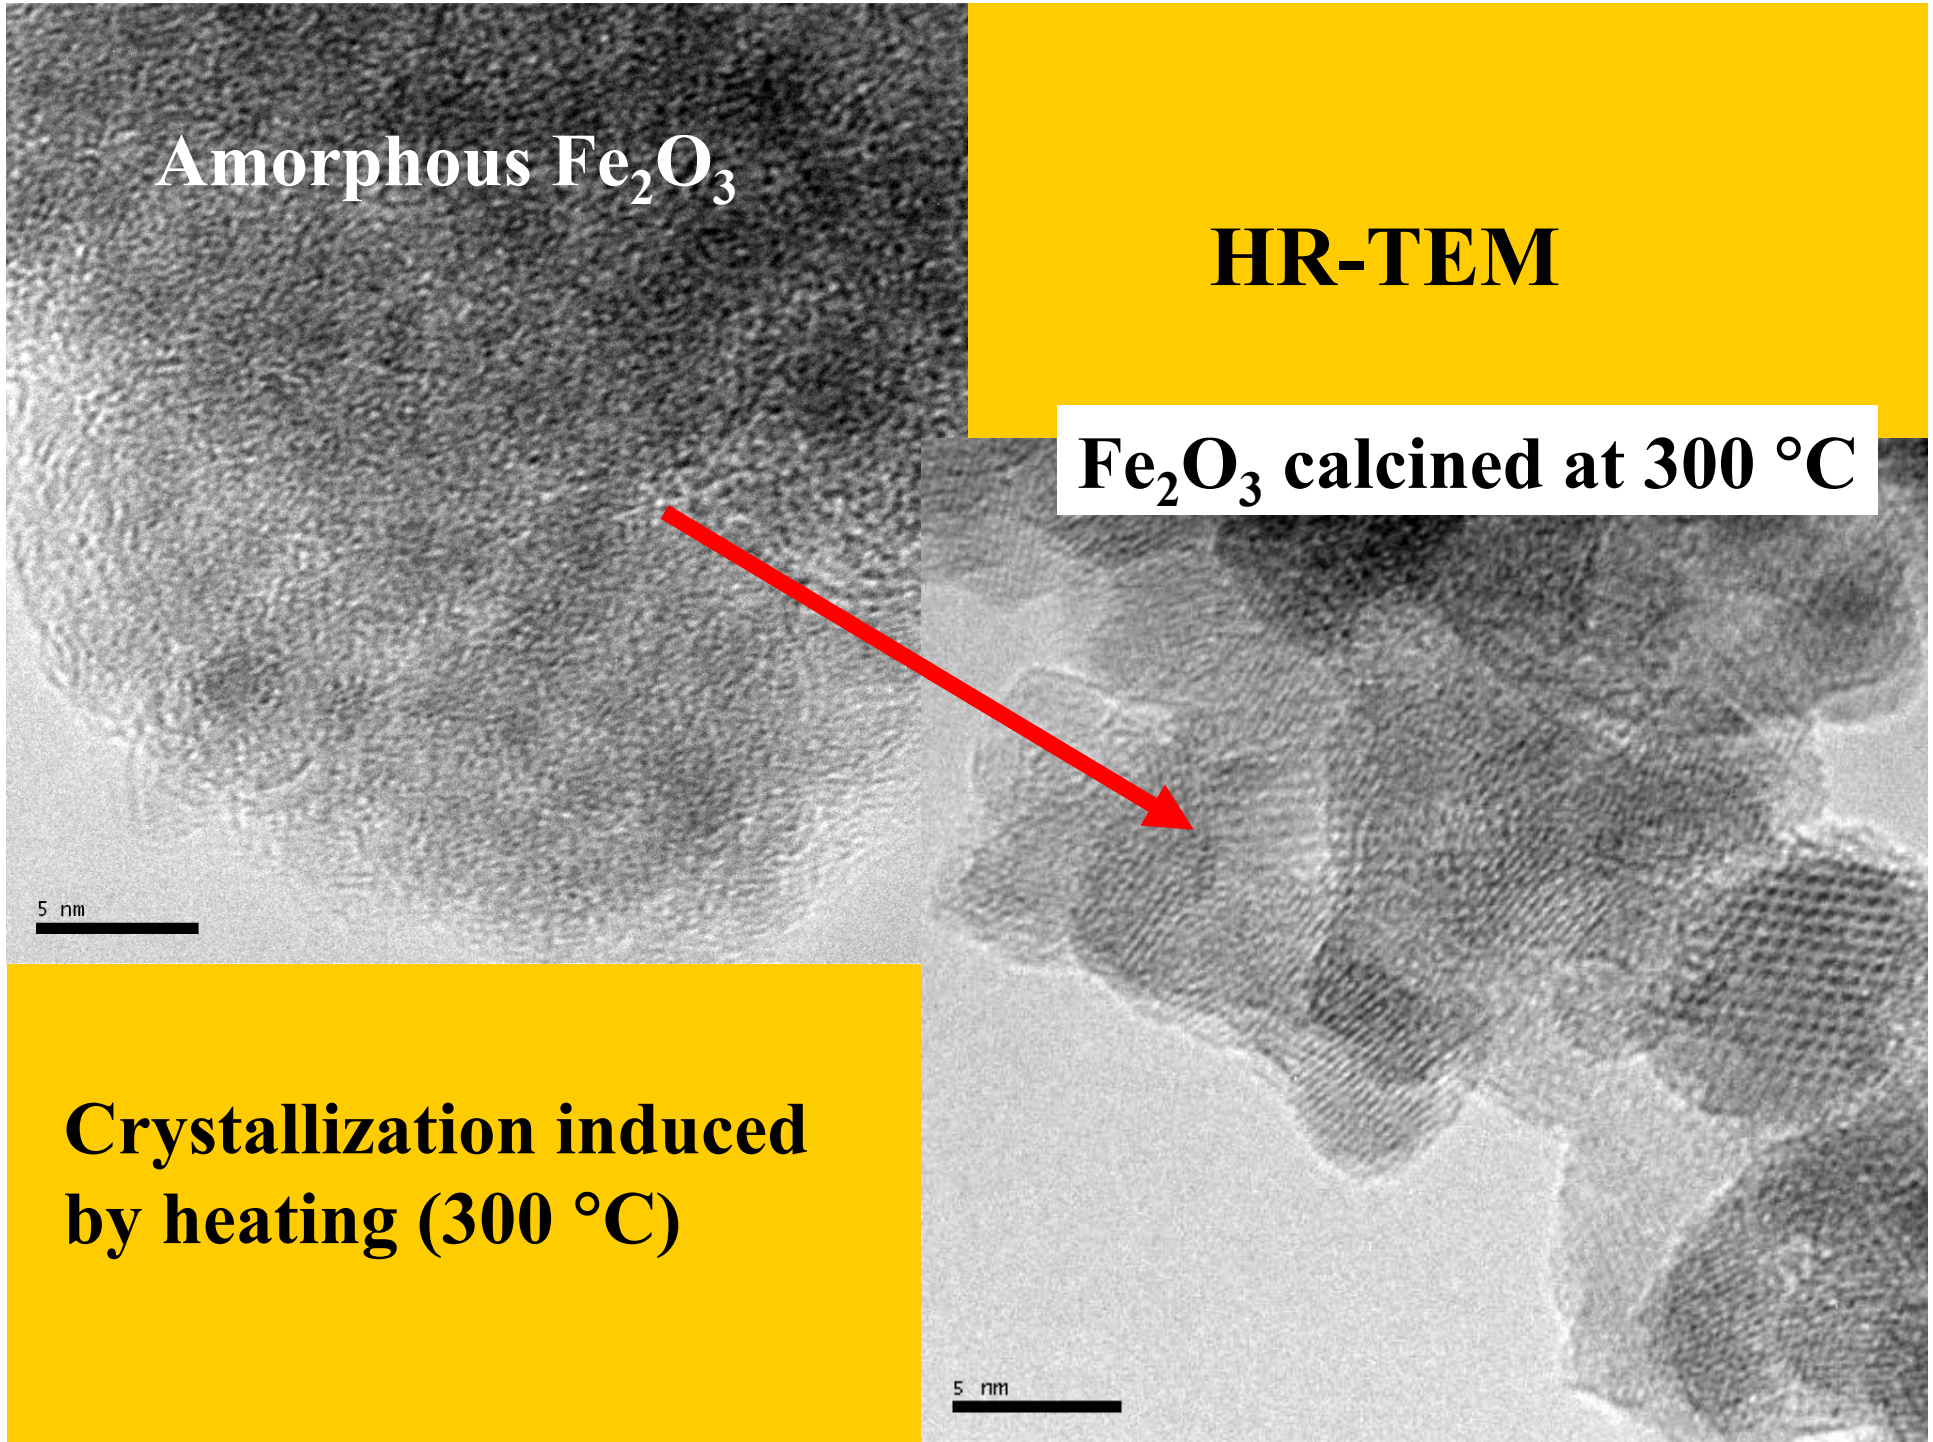 Amorphous Fe₂O₃
HR-TEM
Fe₂O₃ calcined at 300 °C
5 nm
Crystallization induced
by heating (300 °C)
5 nm